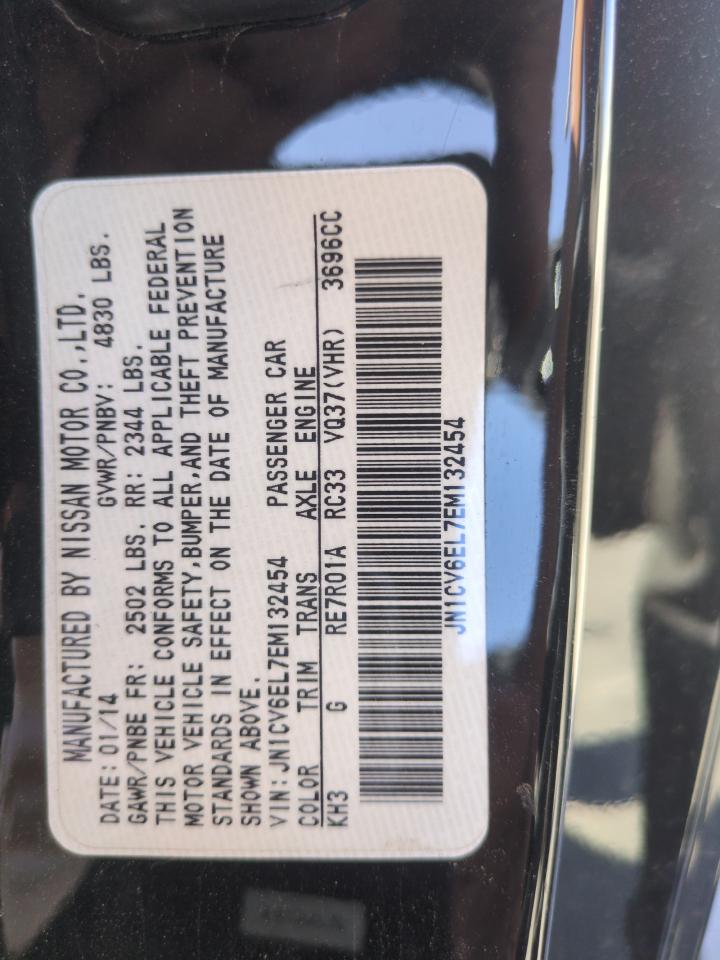 MANUFACTURED BY NISSAN MOTOR CO.,LTD.
DATE: 01/14 GVWR/PNBV: 4830 LBS.
GAWR/PNBE FR: 2502 LBS. RR: 2344 LBS.
THIS VEHICLE CONFORMS TO ALL APPLICABLE FEDERAL
MOTOR VEHICLE SAFETY,BUMPER,AND THEFT PREVENTION
STANDARDS IN EFFECT ON THE DATE OF MANUFACTURE
SHOWN ABOVE.
VIN: JN1CV6EL7EM132454 PASSENGER CAR
COLOR TRIM TRANS AXLE ENGINE
KH3 G RE7R01A RC33 VQ37(VHR) 3696CC
JN1CV6EL7EM132454